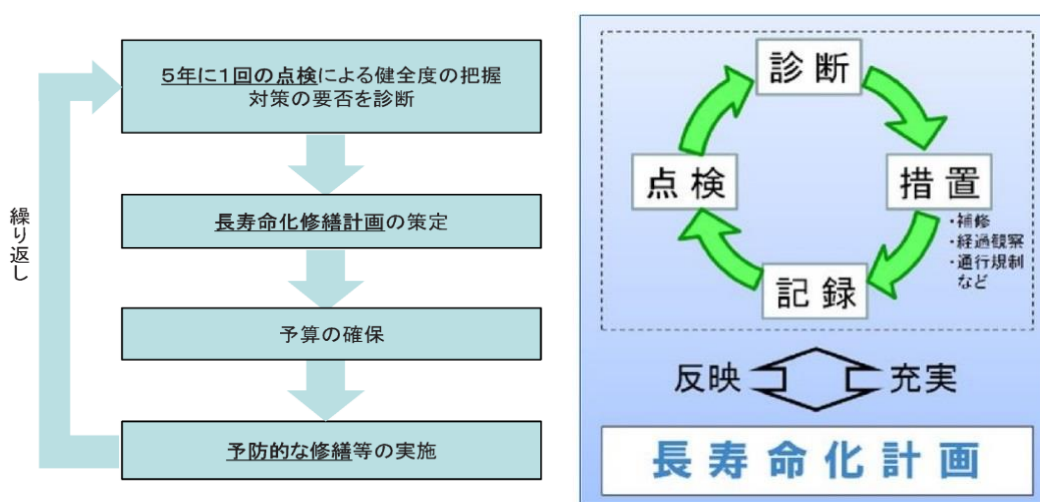 5年に1回の点検による健全度の把握
対策の要否を診断
長寿命化修繕計画の策定
予算の確保
予防的な修繕等の実施
繰り返し
診断
点検
措置
・補修
・経過観察
・通行規制
など
記録
反映
充実
長寿命化計画